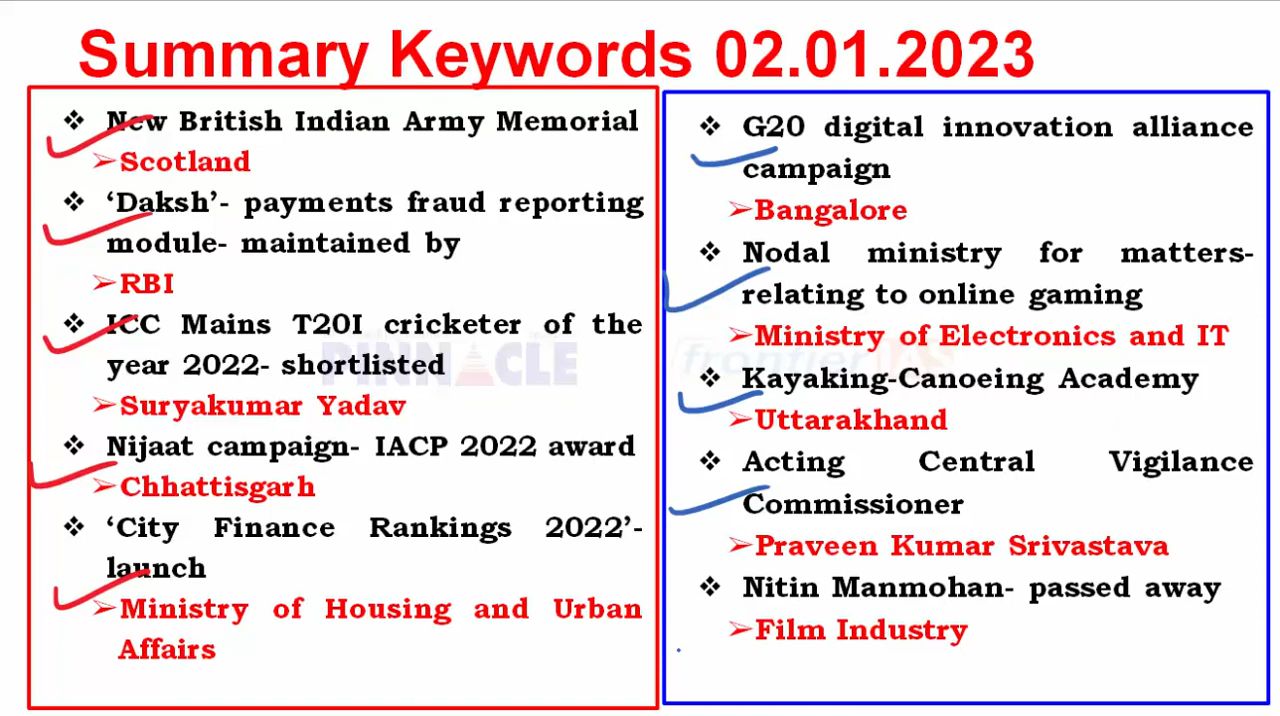 Summary Keywords 02.01.2023
❖ New British Indian Army Memorial
➢Scotland
❖ ‘Daksh’- payments fraud reporting
module- maintained by
➢RBI
❖ ICC Mains T20I cricketer of the
year 2022- shortlisted
➢Suryakumar Yadav
❖ Nijaat campaign- IACP 2022 award
➢Chhattisgarh
❖ ‘City Finance Rankings 2022’-
launch
➢Ministry of Housing and Urban
Affairs
❖ G20 digital innovation alliance
campaign
➢Bangalore
❖ Nodal ministry for matters-
relating to online gaming
➢Ministry of Electronics and IT
❖ Kayaking-Canoeing Academy
➢Uttarakhand
❖ Acting Central Vigilance
Commissioner
➢Praveen Kumar Srivastava
❖ Nitin Manmohan- passed away
➢Film Industry
PINNACLE
frontier IAS